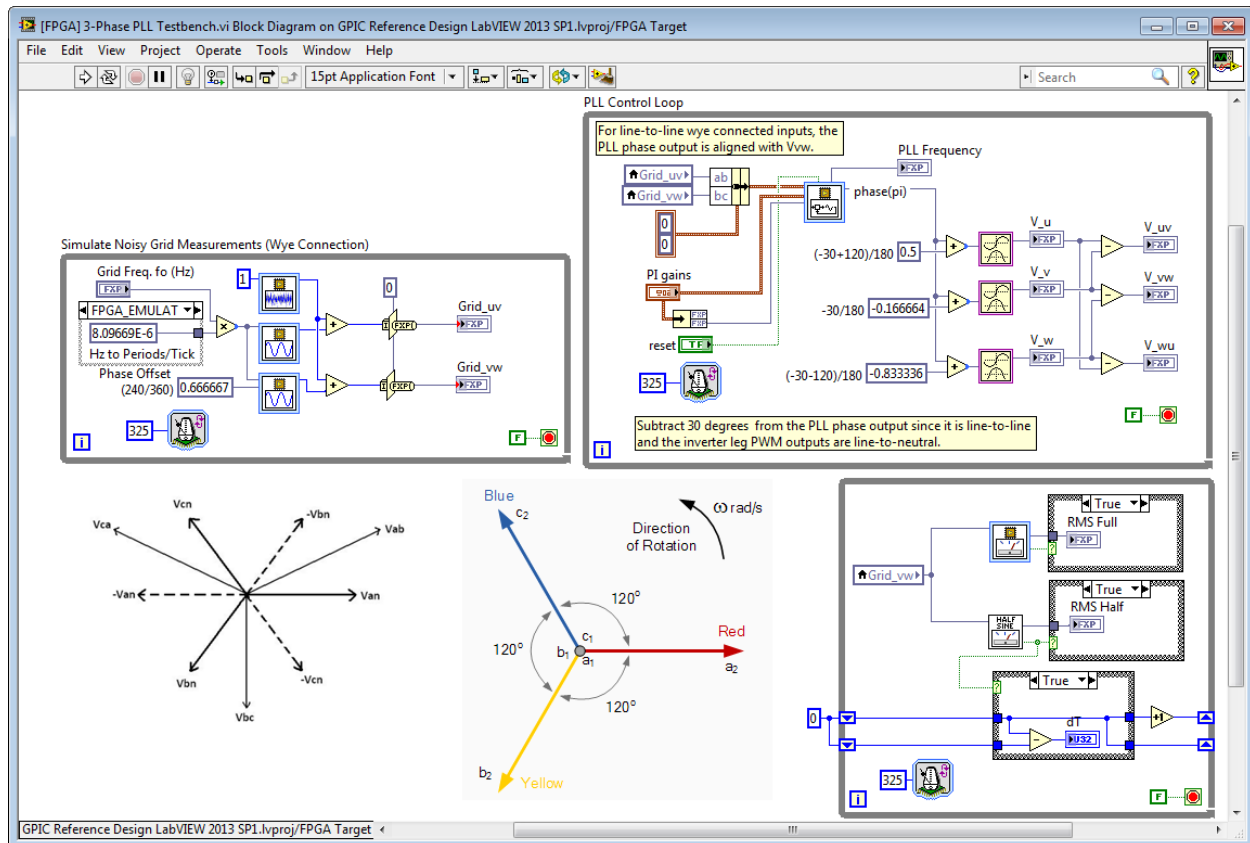 [FPGA] 3-Phase PLL Testbench.vi Block Diagram on GPIC Reference Design LabVIEW 2013 SP1.lvproj/FPGA Target
File Edit View Project Operate Tools Window Help
15pt Application Font
Search
PLL Control Loop
For line-to-line wye connected inputs, the
PLL phase output is aligned with Vvw.
PLL Frequency
FXP
Grid_uv
Grid_vw
ab
bc
phase(pi)
0
0
(-30+120)/180 0.5
V_u
FXP
V_uv
FXP
PI gains
FXP
FXP
-30/180 -0.166664
V_v
FXP
V_vw
FXP
reset TF
(-30-120)/180 -0.833336
V_w
FXP
V_wu
FXP
325
F
i
Subtract 30 degrees from the PLL phase output since it is line-to-line
and the inverter leg PWM outputs are line-to-neutral.
Simulate Noisy Grid Measurements (Wye Connection)
Grid Freq. fo (Hz)
FXP
FPGA_EMULAT
8.09669E-6
Hz to Periods/Tick
Phase Offset
(240/360) 0.666667
1
0
I (FXP(
I (FXP(
Grid_uv
FXP
Grid_vw
FXP
325
i
F
Vcn
-Vbn
Vca
Vab
-Van
Van
Vbn
-Vcn
Vbc
Blue
c2
ω rad/s
Direction
of Rotation
120°
120°
120°
c1
b1
a1
Red
a2
b2
Yellow
True
RMS Full
FXP
Grid_vw
True
RMS Half
FXP
HALF
SINE
True
0
dT
U32
+1
325
i
F
GPIC Reference Design LabVIEW 2013 SP1.lvproj/FPGA Target